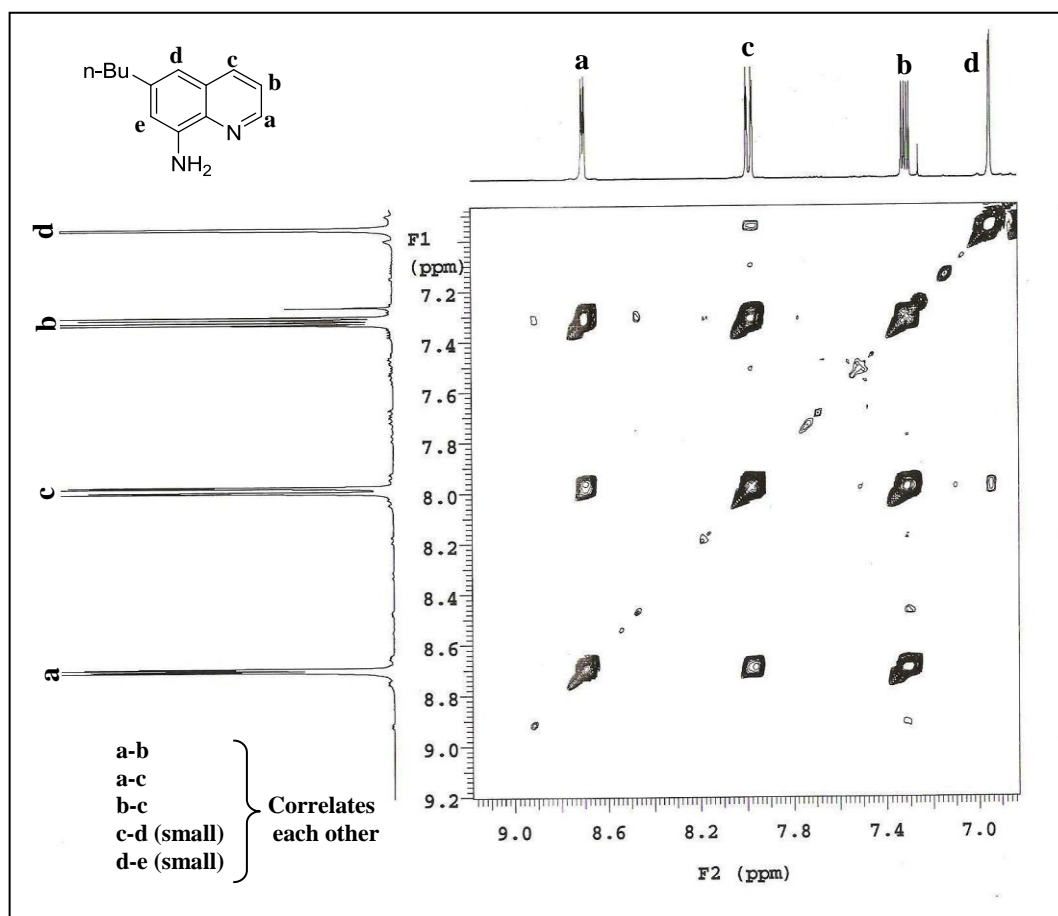 a
c
b
d
n-Bu
d
c
b
a
e
N
NH2
d
b
c
a
F1
(ppm)
7.2
7.4
7.6
7.8
8.0
8.2
8.4
8.6
8.8
9.0
9.2
9.0 8.6 8.2 7.8 7.4 7.0
F2 (ppm)
a-b
a-c
b-c
c-d (small)
d-e (small)
Correlates
each other